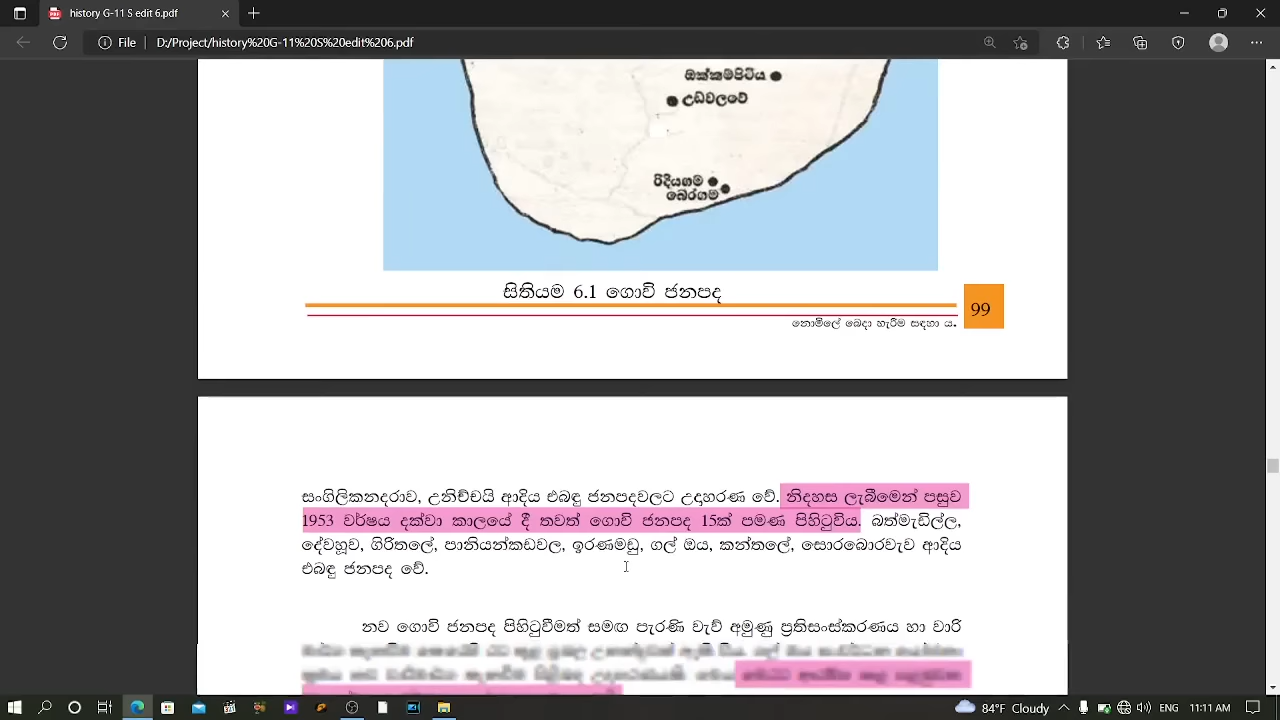 history G-11 S edit 6.pdf
File D:/Project/history%20G-11%20S%20edit%206.pdf
ඔක්කම්පිටිය
උඩවලවේ
රිදියගම
බෙරගම
සිතියම 6.1 ගොවි ජනපද
99
නොමිලේ බෙදා හැරීම සඳහා ය.
සංගිලිකනදරාව, උනිච්චයි ආදිය එබඳු ජනපදවලට උදාහරණ වේ. නිදහස ලැබීමෙන් පසුව
1953 වර්ෂය දක්වා කාලයේ දී තවත් ගොවි ජනපද 15ක් පමණ පිහිටුවිය. බත්මැඩිල්ල,
දේවහූව, ගිරිතලේ, පානියන්කඩවල, ඉරණමඩු, ගල් ඔය, කන්තලේ, සොරබොරවැව ආදිය
එබඳු ජනපද වේ.
නව ගොවි ජනපද පිහිටුවීමත් සමඟ පැරණි වැව් අමුණු ප්‍රතිසංස්කරණය හා වාරි
84°F Cloudy ENG 11:11 AM